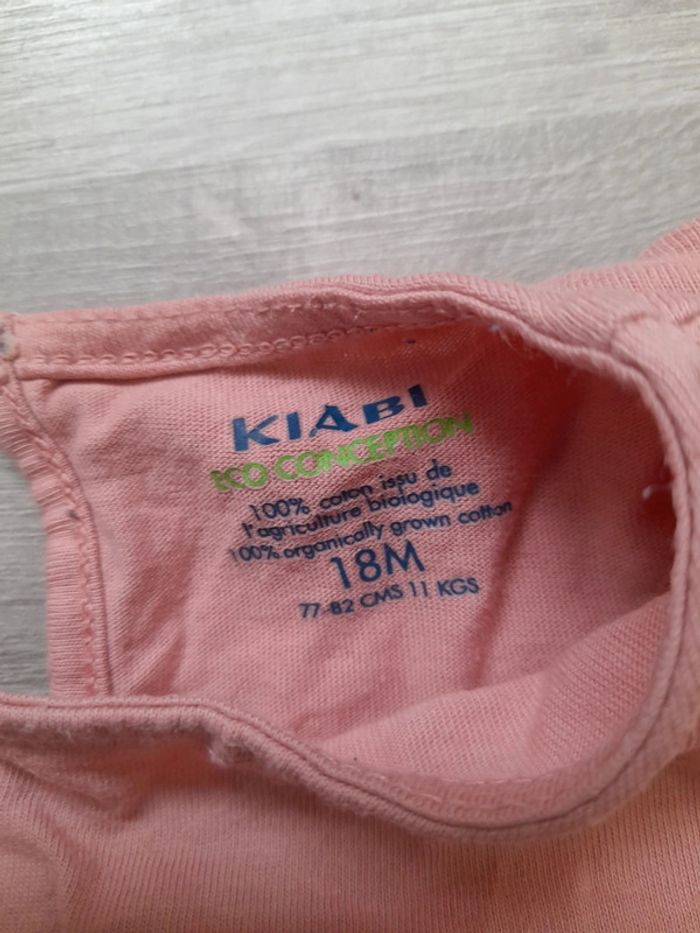 KIABI
ECO CONCEPTION
100% coton issu de
l'agriculture biologique
100% organically grown cotton
18M
77-82 CMS 11 KGS